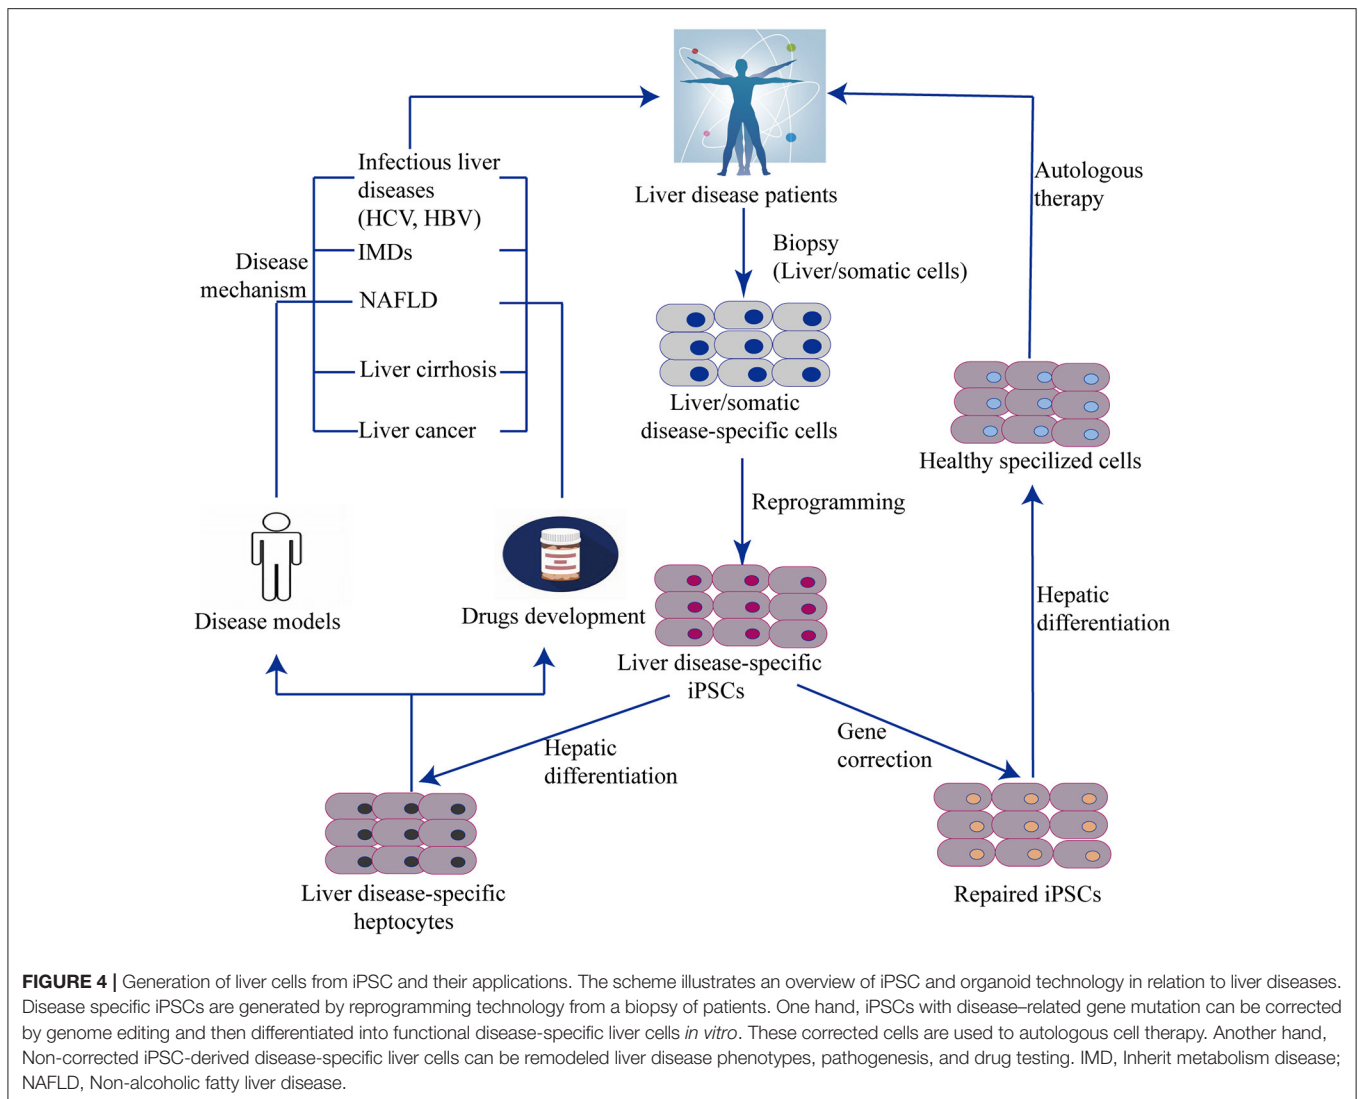 Liver disease patients
Infectious liver
diseases
(HCV, HBV)
IMDs
NAFLD
Liver cirrhosis
Liver cancer
Disease
mechanism
Disease models
Drugs development
Biopsy
(Liver/somatic cells)
Liver/somatic
disease-specific cells
Reprogramming
Liver disease-specific
iPSCs
Hepatic
differentiation
Liver disease-specific
heptocytes
Gene
correction
Repaired iPSCs
Hepatic
differentiation
Healthy specilized cells
Autologous
therapy
FIGURE 4 | Generation of liver cells from iPSC and their applications. The scheme illustrates an overview of iPSC and organoid technology in relation to liver diseases.
Disease specific iPSCs are generated by reprogramming technology from a biopsy of patients. One hand, iPSCs with disease–related gene mutation can be corrected
by genome editing and then differentiated into functional disease-specific liver cells in vitro. These corrected cells are used to autologous cell therapy. Another hand,
Non-corrected iPSC-derived disease-specific liver cells can be remodeled liver disease phenotypes, pathogenesis, and drug testing. IMD, Inherit metabolism disease;
NAFLD, Non-alcoholic fatty liver disease.